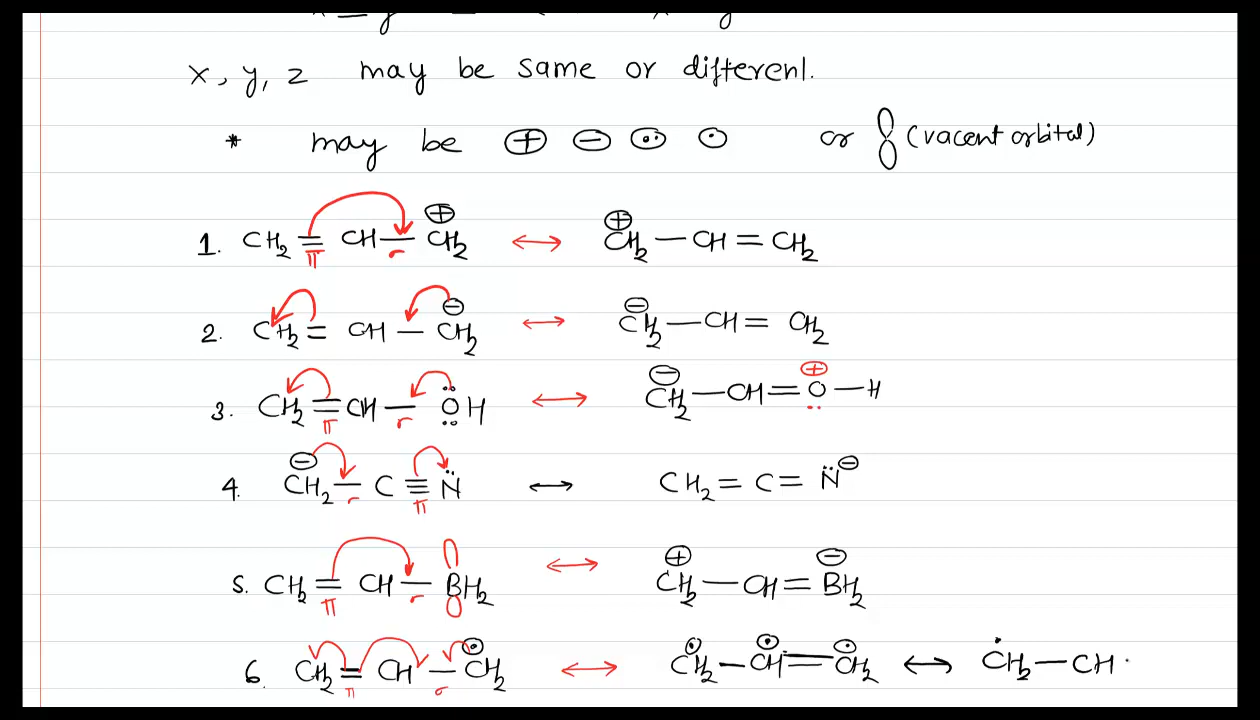 x, y, z may be same or different.
* may be ⊕ ⊖ (··) (·) or (vacent orbital)
1. CH₂ = CH — CH₂ ⊕ ↔ ⊕ CH₂ — CH = CH₂
π σ
2. CH₂ = CH — CH₂ ⊖ ↔ ⊖ CH₂ — CH = CH₂
3. CH₂ = CH — ÖH ↔ ⊖ CH₂ — CH = O ⊕ — H
π σ
4. ⊖ CH₂ — C ≡ N̈ ↔ CH₂ = C = N̈ ⊖
σ π
5. CH₂ = CH — BH₂ ↔ ⊕ CH₂ — CH = BH₂ ⊖
π σ
6. CH₂ = CH — ĊH₂ ↔ ĊH₂ — ĊH = ĊH₂ ↔ ĊH₂ — CH
π σ